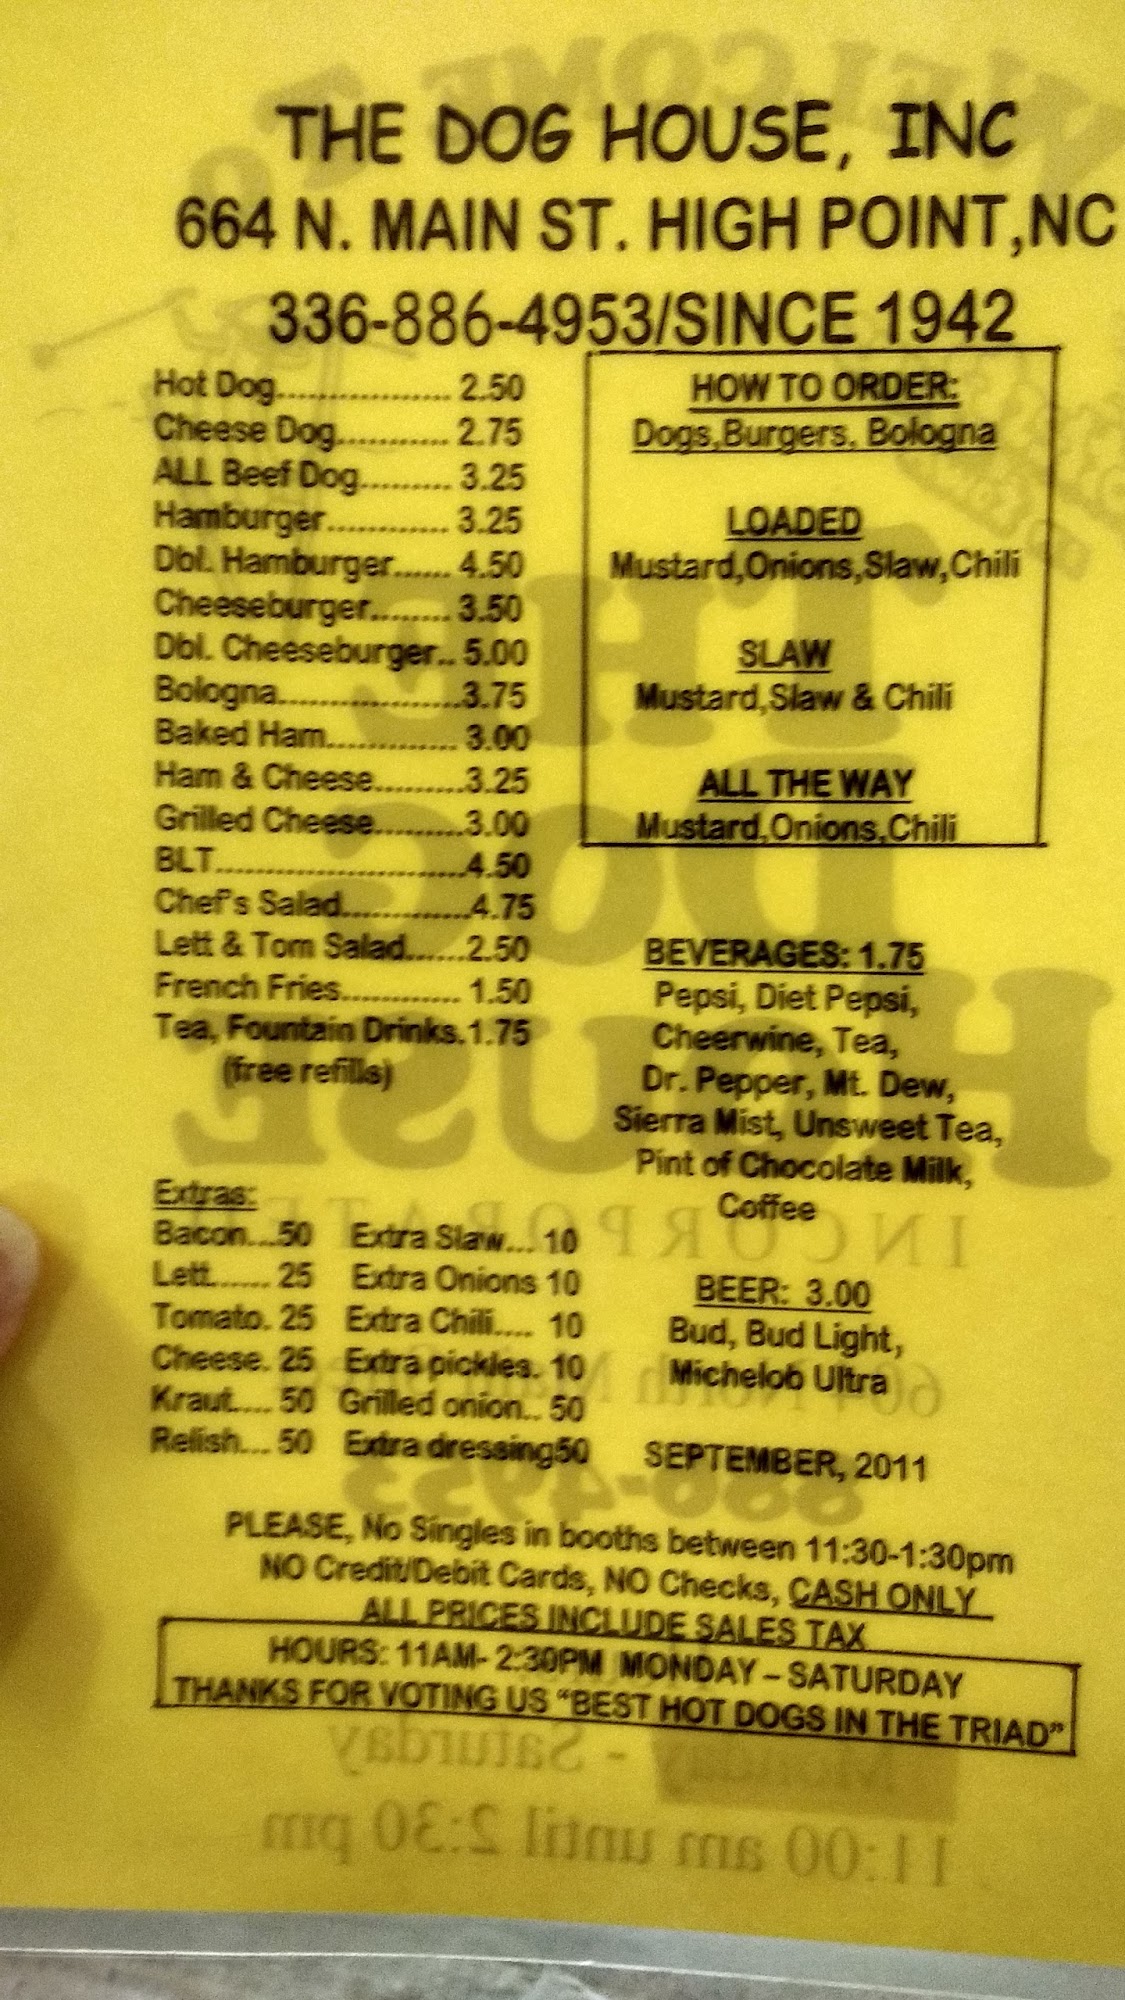 THE DOG HOUSE, INC
664 N. MAIN ST. HIGH POINT,NC
336-886-4953/SINCE 1942
Hot Dog.................. 2.50
Cheese Dog............ 2.75
ALL Beef Dog.......... 3.25
Hamburger............. 3.25
Dbl. Hamburger....... 4.50
Cheeseburger......... 3.50
Dbl. Cheeseburger.. 5.00
Bologna....................3.75
Baked Ham.............. 3.00
Ham & Cheese..........3.25
Grilled Cheese..........3.00
BLT...........................4.50
Chef's Salad..............4.75
Lett & Tom Salad......2.50
French Fries............. 1.50
Tea, Fountain Drinks.1.75
(free refills)
HOW TO ORDER:
Dogs,Burgers. Bologna
LOADED
Mustard,Onions,Slaw,Chili
SLAW
Mustard,Slaw & Chili
ALL THE WAY
Mustard,Onions,Chili
BEVERAGES: 1.75
Pepsi, Diet Pepsi,
Cheerwine, Tea,
Dr. Pepper, Mt. Dew,
Sierra Mist, Unsweet Tea,
Pint of Chocolate Milk,
Coffee
Extras:
Bacon...50 Extra Slaw... 10
Lett....... 25 Extra Onions 10
Tomato. 25 Extra Chili.... 10
Cheese. 25 Extra pickles. 10
Kraut.... 50 Grilled onion.. 50
Relish... 50 Extra dressing50
BEER: 3.00
Bud, Bud Light,
Michelob Ultra
SEPTEMBER, 2011
PLEASE, No Singles in booths between 11:30-1:30pm
NO Credit/Debit Cards, NO Checks, CASH ONLY
ALL PRICES INCLUDE SALES TAX
HOURS: 11AM- 2:30PM MONDAY – SATURDAY
THANKS FOR VOTING US "BEST HOT DOGS IN THE TRIAD"
Monday - Saturday
11:00 am until 2:30 pm